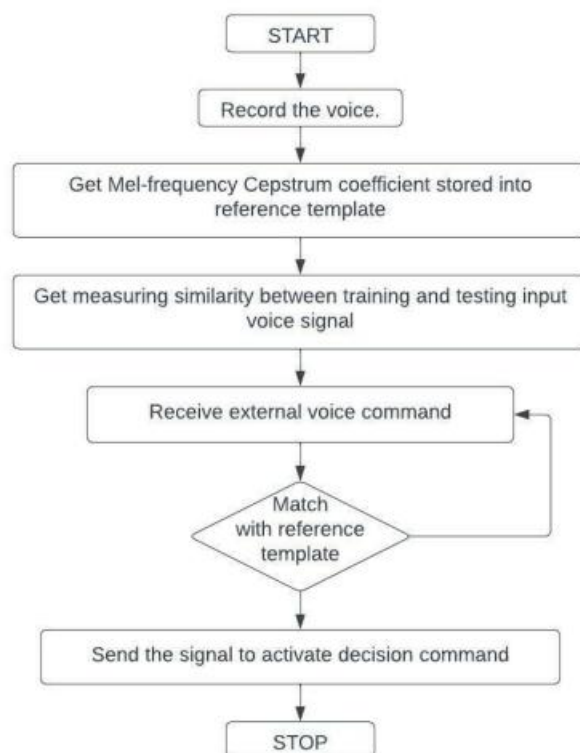 START
Record the voice.
Get Mel-frequency Cepstrum coefficient stored into
reference template
Get measuring similarity between training and testing input
voice signal
Receive external voice command
Match
with reference
template
Send the signal to activate decision command
STOP